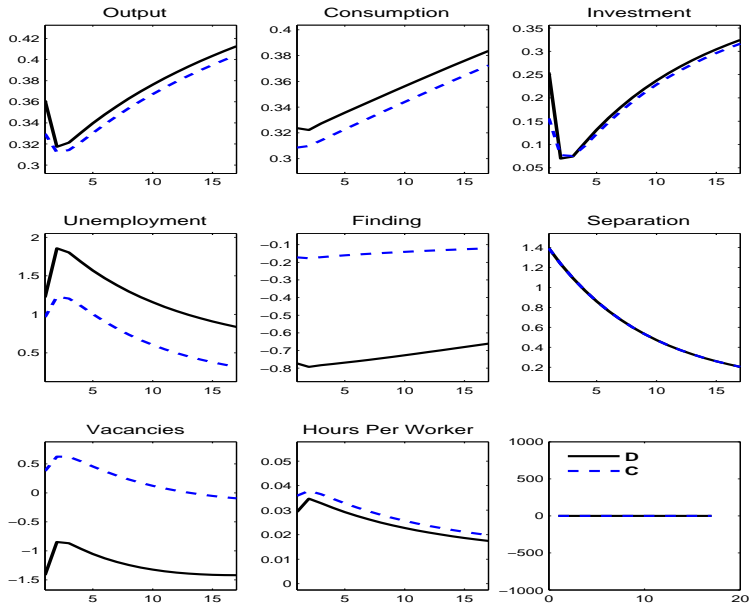 Output Consumption Investment
0.42 0.4 0.38 0.36 0.34 0.32 0.3
5 10 15
0.4 0.38 0.36 0.34 0.32 0.3
5 10 15
0.35 0.3 0.25 0.2 0.15 0.1 0.05
0 5 10 15
Unemployment Finding Separation
2 1.5 1 0.5
5 10 15
−0.1 −0.2 −0.3 −0.4 −0.5 −0.6 −0.7 −0.8
5 10 15
1.4 1.2 1 0.8 0.6 0.4 0.2
0 5 10 15
Vacancies Hours Per Worker
0.5 0 −0.5 −1 −1.5
5 10 15
0.05 0.04 0.03 0.02 0.01 0
5 10 15
1000 500 0 −500 −1000
D
C
0 10 20